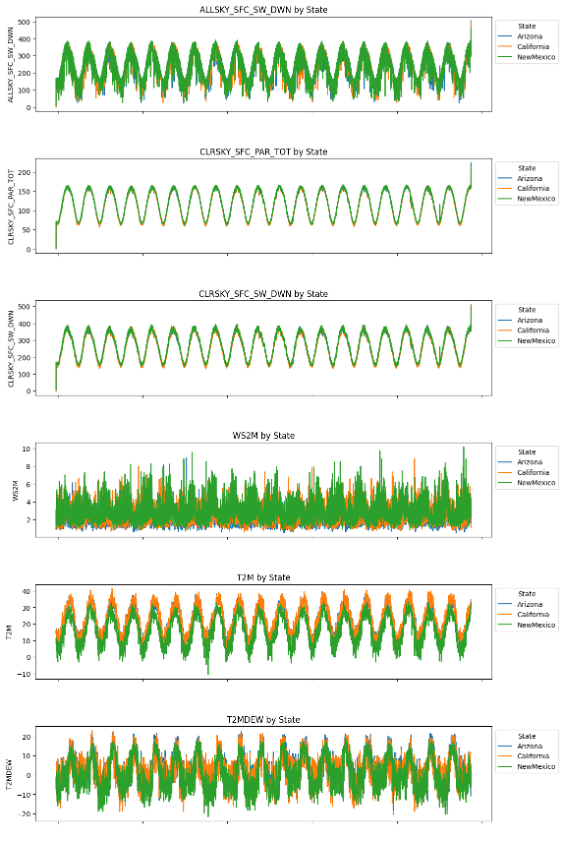 ALLSKY_SFC_SW_DWN by State
500
400
300
200
100
0
ALLSKY_SFC_SW_DWN
State
Arizona
California
NewMexico
CLRSKY_SFC_PAR_TOT by State
200
150
100
50
0
CLRSKY_SFC_PAR_TOT
State
Arizona
California
NewMexico
CLRSKY_SFC_SW_DWN by State
500
400
300
200
100
0
CLRSKY_SFC_SW_DWN
State
Arizona
California
NewMexico
WS2M by State
10
8
6
4
2
WS2M
State
Arizona
California
NewMexico
T2M by State
40
30
20
10
0
−10
T2M
State
Arizona
California
NewMexico
T2MDEW by State
20
10
0
−10
−20
T2MDEW
State
Arizona
California
NewMexico